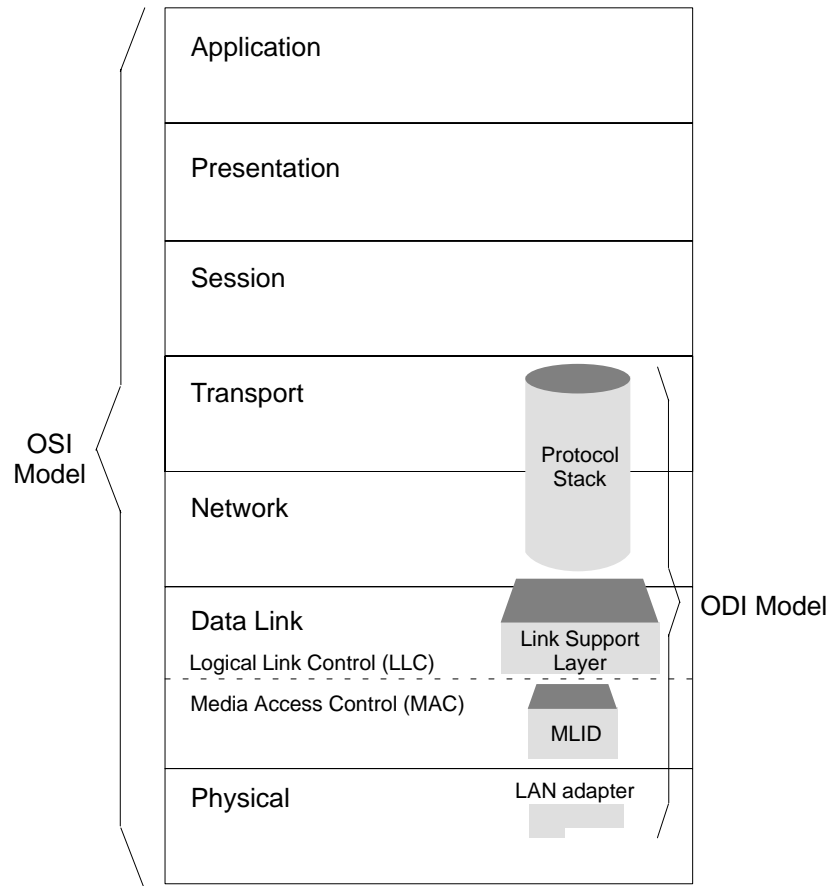 Application
Presentation
Session
Transport
OSI
Model
Protocol
Stack
Network
ODI Model
Data Link
Link Support
Layer
Logical Link Control (LLC)
Media Access Control (MAC)
MLID
Physical
LAN adapter